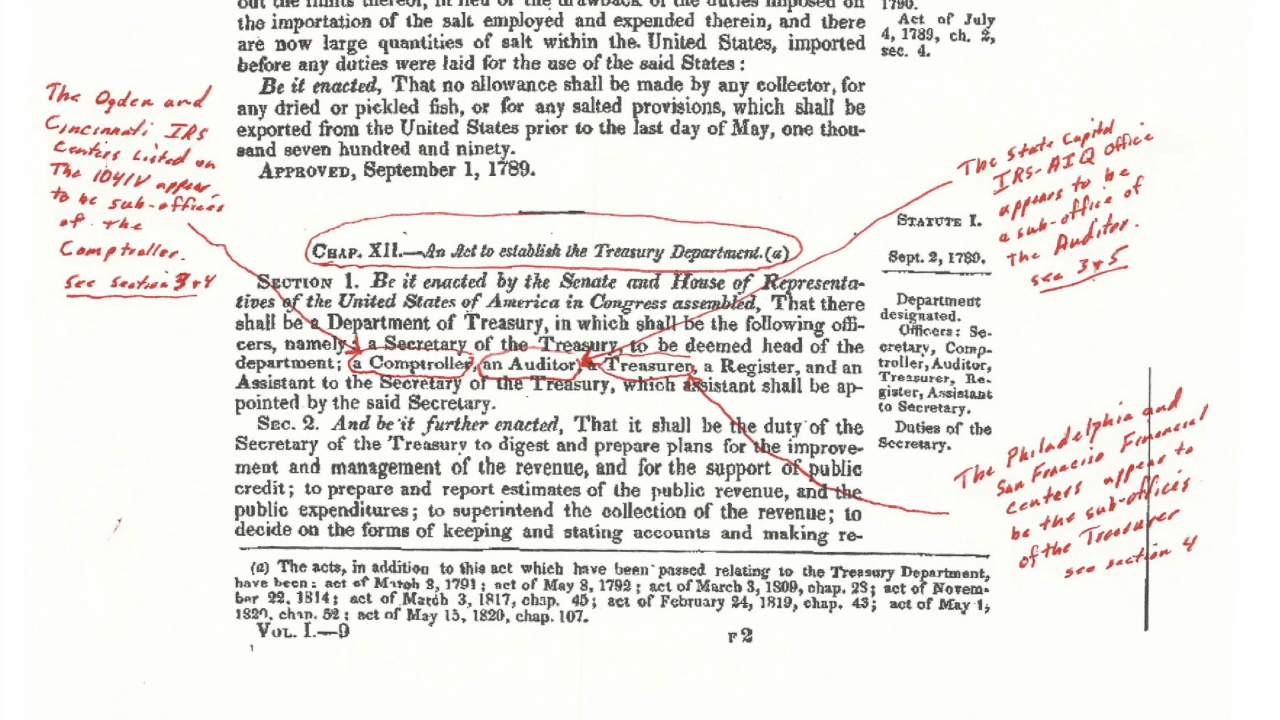 out the limits thereof, in lieu of the drawback of the duties imposed on
the importation of the salt employed and expended therein, and there
are now large quantities of salt within the United States, imported
before any duties were laid for the use of the said States:
Be it enacted, That no allowance shall be made by any collector, for
any dried or pickled fish, or for any salted provisions, which shall be
exported from the United States prior to the last day of May, one thou-
sand seven hundred and ninety.
APPROVED, September 1, 1789.
1790.
Act of July
4, 1789, ch. 2,
sec. 4.
The Ogden and
Cincinnati IRS
Centers Listed on
The 1041V appear
to be sub-offices
of the
Comptroller.
see section 3 & 4
The State Capitol
IRS-AIQ office
appears to be
a sub-office of
the Auditor.
see 3 & 5
CHAP. XII.—An Act to establish the Treasury Department.(a)
STATUTE I.
Sept. 2, 1789.
SECTION 1. Be it enacted by the Senate and House of Representa-
tives of the United States of America in Congress assembled, That there
shall be a Department of Treasury, in which shall be the following offi-
cers, namely: a Secretary of the Treasury, to be deemed head of the
department; a Comptroller, an Auditor, a Treasurer, a Register, and an
Assistant to the Secretary of the Treasury, which assistant shall be ap-
pointed by the said Secretary.
SEC. 2. And be it further enacted, That it shall be the duty of the
Secretary of the Treasury to digest and prepare plans for the improve-
ment and management of the revenue, and for the support of public
credit; to prepare and report estimates of the public revenue, and the
public expenditures; to superintend the collection of the revenue; to
decide on the forms of keeping and stating accounts and making re-
Department
designated.
Officers: Se-
cretary, Comp-
troller, Auditor,
Treasurer, Re-
gister, Assistant
to Secretary.
Duties of the
Secretary.
The Philadelphia and
San Francisio Financial
centers appear to
be the sub-offices
of the Treasurer
see section 4
(a) The acts, in addition to this act which have been passed relating to the Treasury Department,
have been: act of March 3, 1791; act of May 8, 1792; act of March 3, 1809, chap. 28; act of Novem-
ber 22, 1814; act of March 3, 1817, chap. 45; act of February 24, 1819, chap. 43; act of May 1,
1820, chap. 52; act of May 15, 1820, chap. 107.
VOL. I.—9
F 2